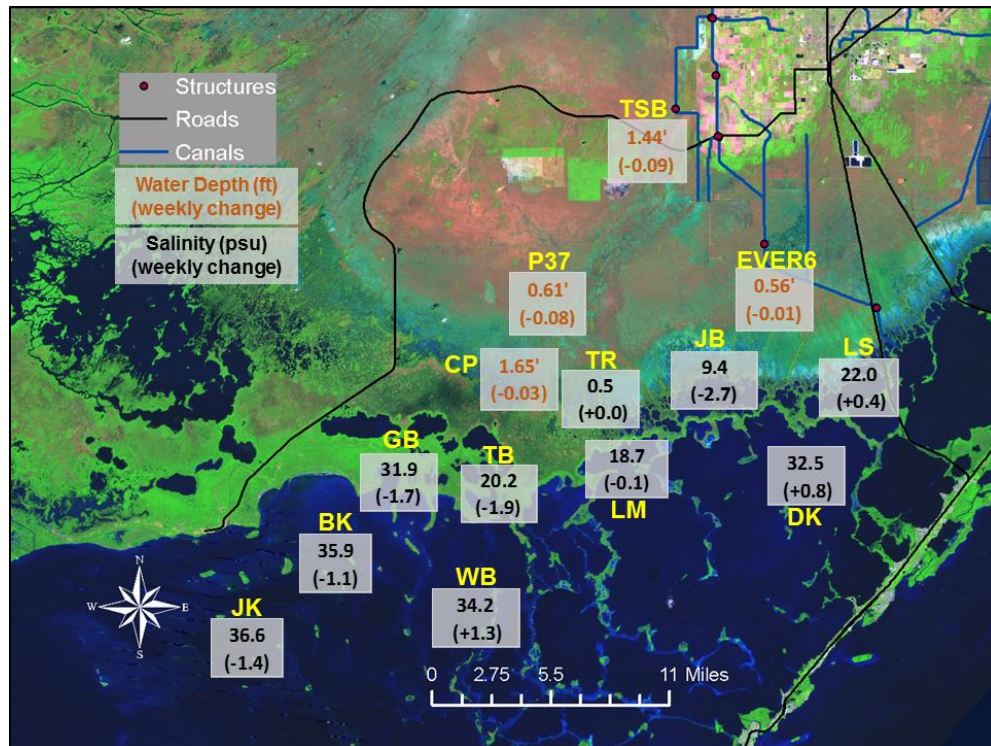 Structures
Roads
Canals
Water Depth (ft)
(weekly change)
Salinity (psu)
(weekly change)
TSB
1.44'
(-0.09)
P37
0.61'
(-0.08)
EVER6
0.56'
(-0.01)
CP
1.65'
(-0.03)
TR
0.5
(+0.0)
JB
9.4
(-2.7)
LS
22.0
(+0.4)
GB
31.9
(-1.7)
TB
20.2
(-1.9)
18.7
(-0.1)
LM
32.5
(+0.8)
DK
BK
35.9
(-1.1)
WB
34.2
(+1.3)
JK
36.6
(-1.4)
N
W E
S
0 2.75 5.5 11 Miles